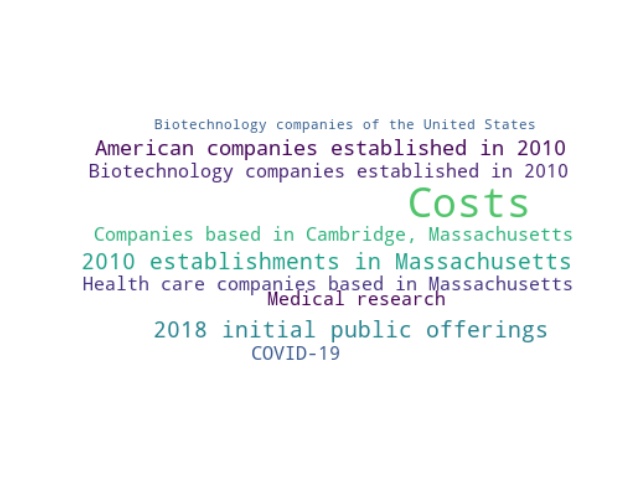 Biotechnology companies of the United States
American companies established in 2010
Biotechnology companies established in 2010
Costs
Companies based in Cambridge, Massachusetts
2010 establishments in Massachusetts
Health care companies based in Massachusetts
Medical research
2018 initial public offerings
COVID-19